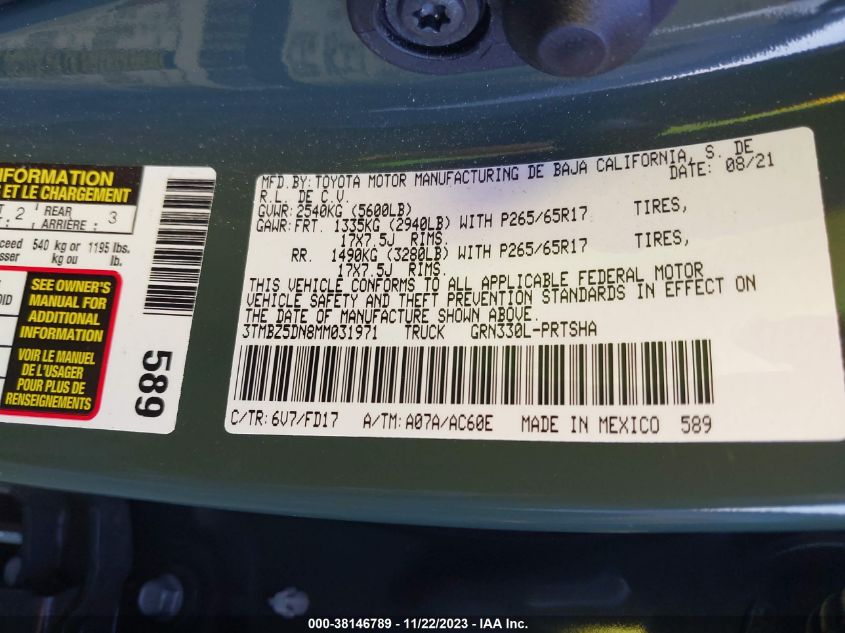 INFORMATION
ET LE CHARGEMENT
2 REAR 3
ARRIÈRE :
540 kg or 1195 lbs.
kg ou lb.
SEE OWNER'S
MANUAL FOR
ADDITIONAL
INFORMATION
VOIR LE MANUEL
DE L'USAGER
POUR PLUS DE
RENSEIGNEMENTS
589
MFD.BY: TOYOTA MOTOR MANUFACTURING DE BAJA CALIFORNIA, S. DE
R.L. DE C.V. DATE: 08/21
GVWR: 2540KG (5600LB)
GAWR: FRT. 1335KG (2940LB) WITH P265/65R17 TIRES,
17X7.5J RIMS.
RR. 1490KG (3280LB) WITH P265/65R17 TIRES,
17X7.5J RIMS.
THIS VEHICLE CONFORMS TO ALL APPLICABLE FEDERAL MOTOR
VEHICLE SAFETY AND THEFT PREVENTION STANDARDS IN EFFECT ON
THE DATE OF MANUFACTURE SHOWN ABOVE.
3TMBZ5DN8MM031971 TRUCK GRN330L-PRTSHA
C/TR: 6V7/FD17 A/TM: A07A/AC60E MADE IN MEXICO 589
000-38146789 - 11/22/2023 - IAA Inc.